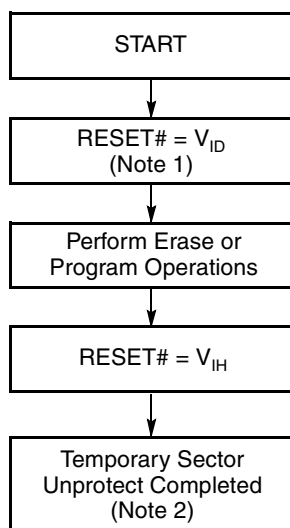 START
RESET# = V_ID
(Note 1)
Perform Erase or
Program Operations
RESET# = V_IH
Temporary Sector
Unprotect Completed
(Note 2)